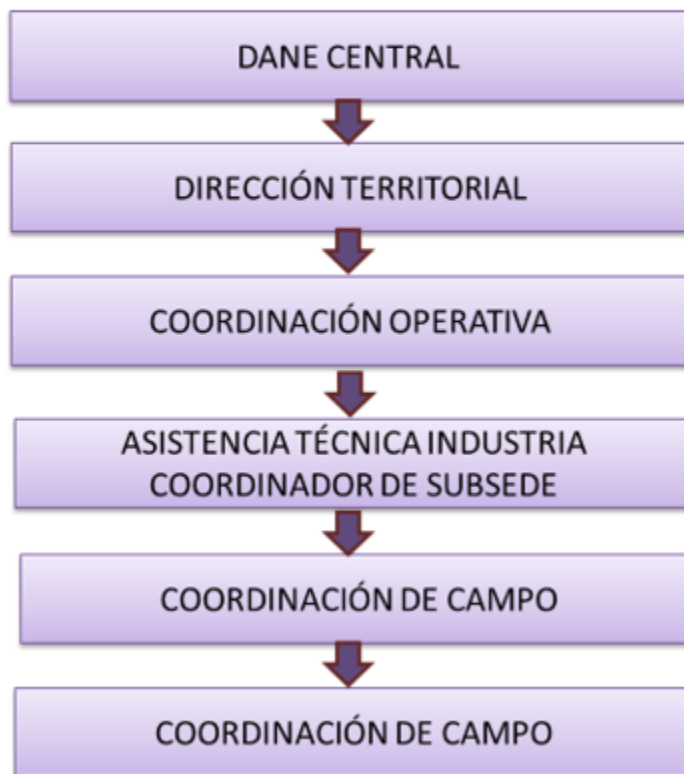 DANE CENTRAL
DIRECCIÓN TERRITORIAL
COORDINACIÓN OPERATIVA
ASISTENCIA TÉCNICA INDUSTRIA
COORDINADOR DE SUBSEDE
COORDINACIÓN DE CAMPO
COORDINACIÓN DE CAMPO